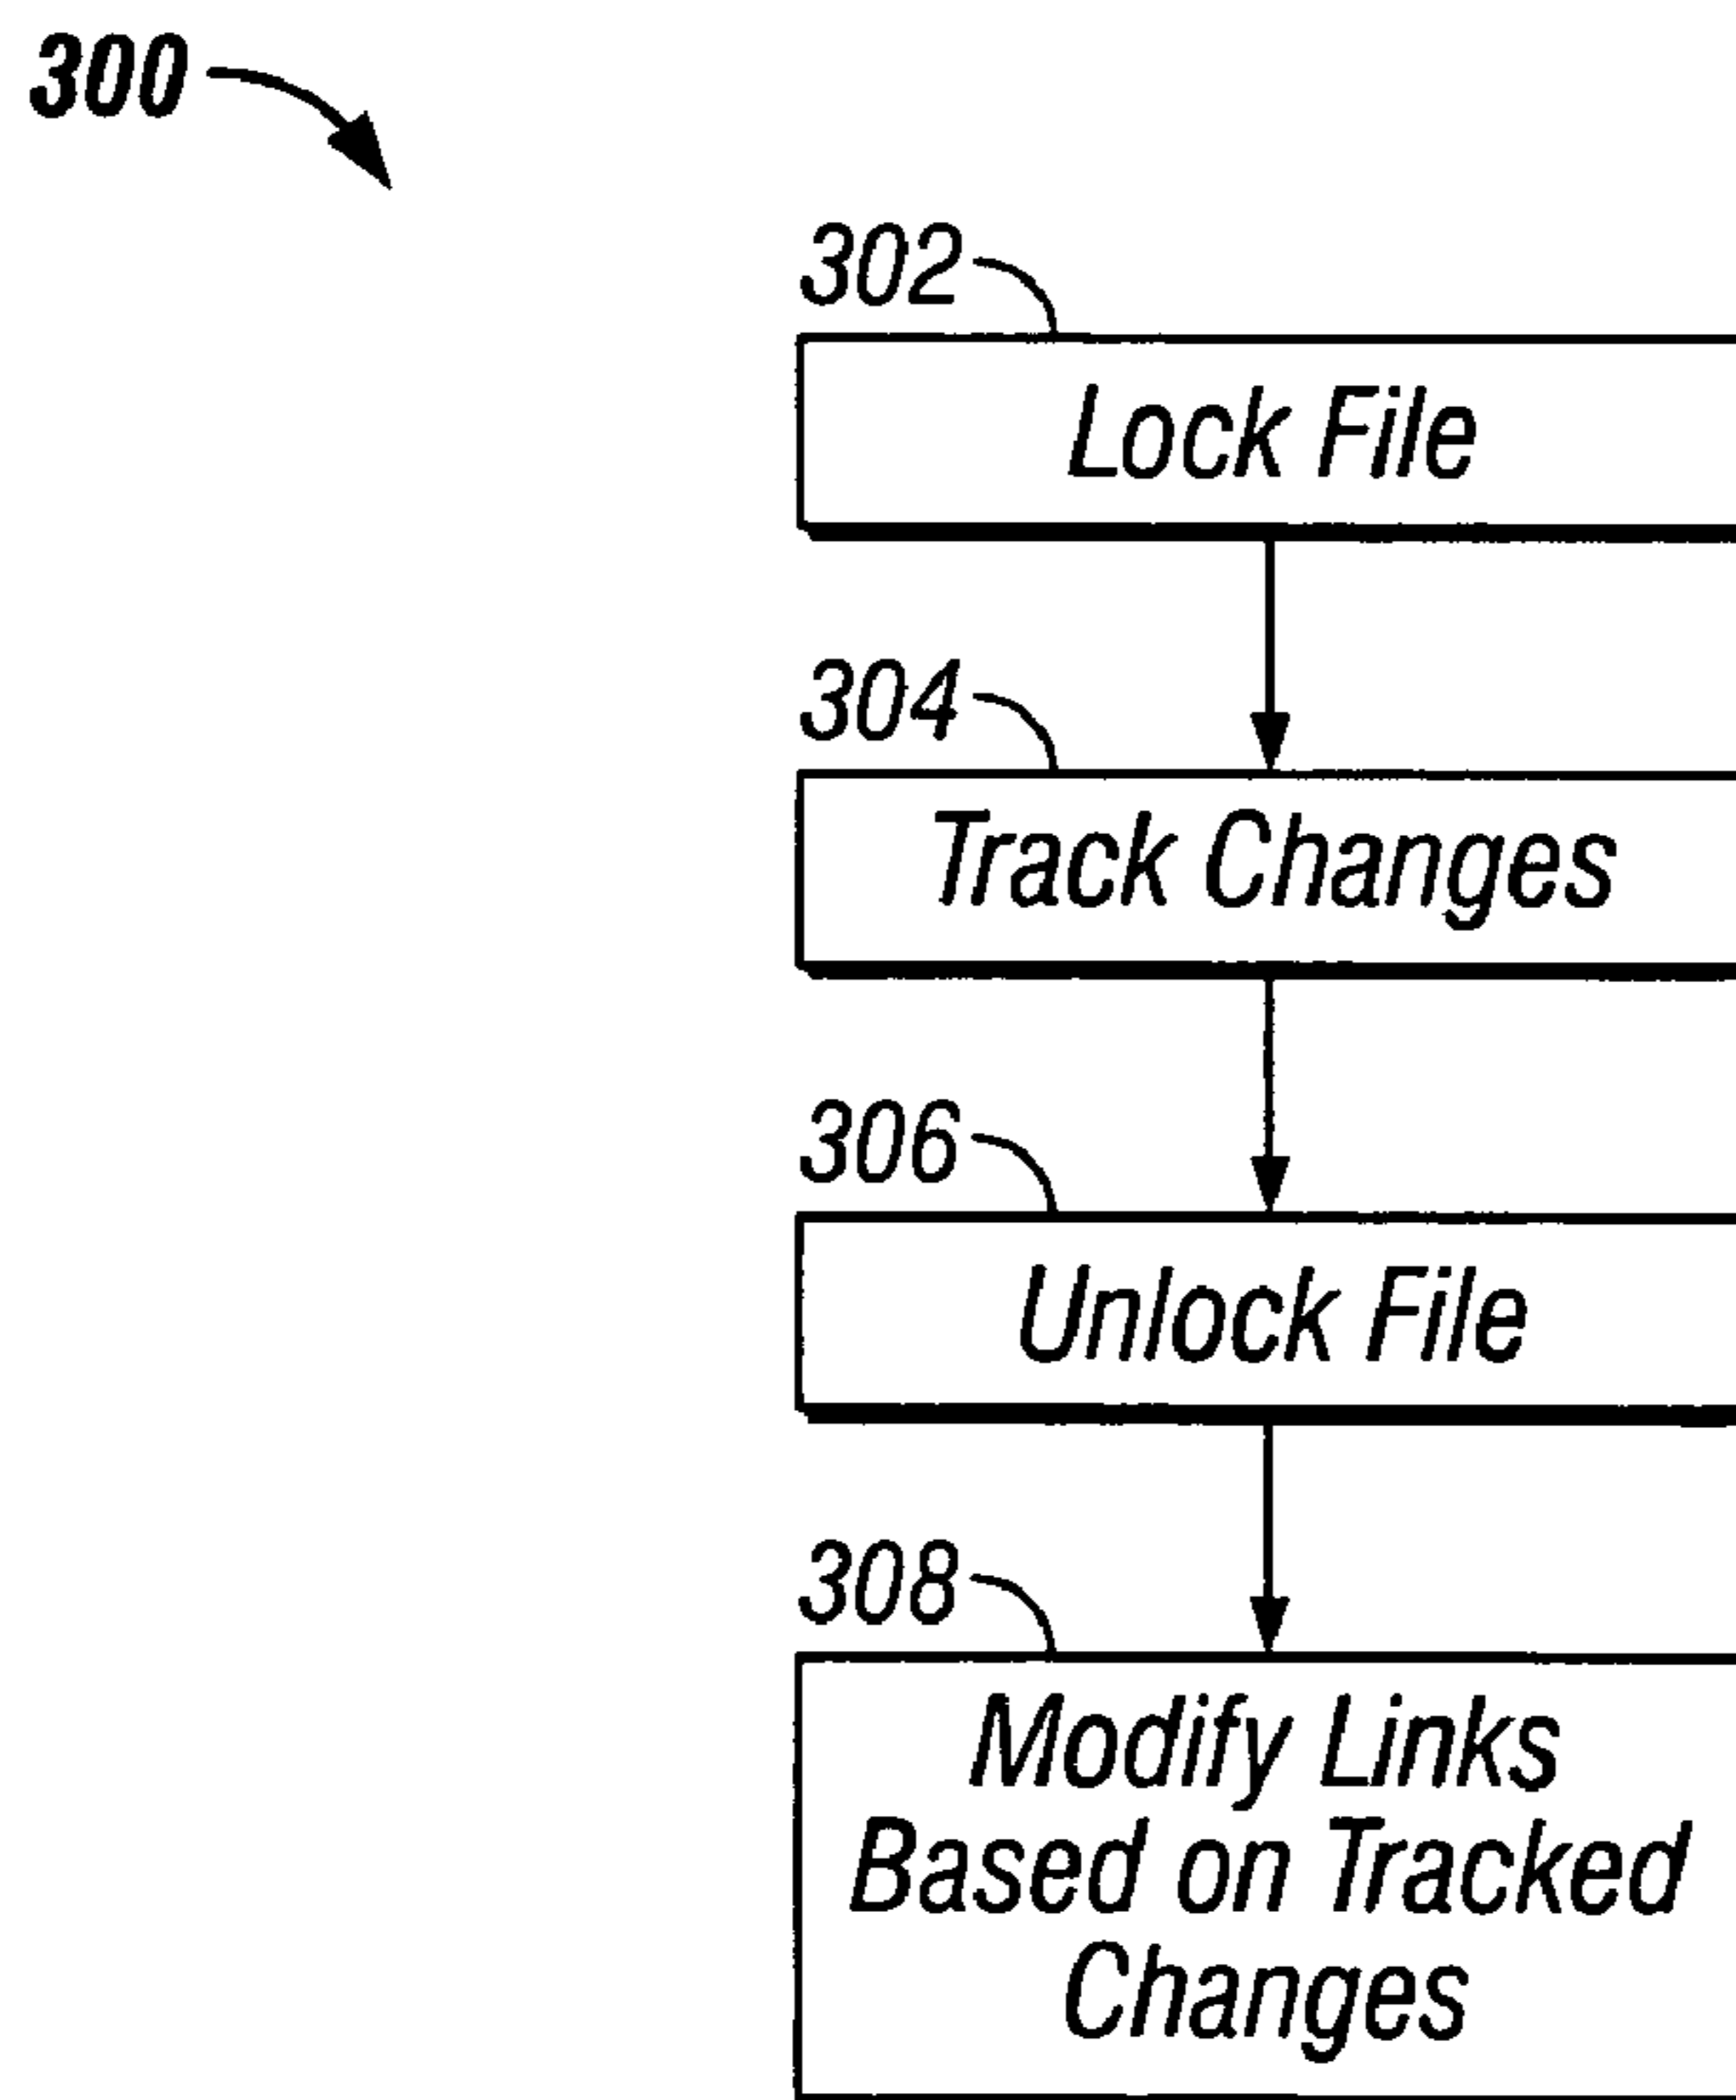 300
302
Lock File
304
Track Changes
306
Unlock File
308
Modify Links
Based on Tracked
Changes